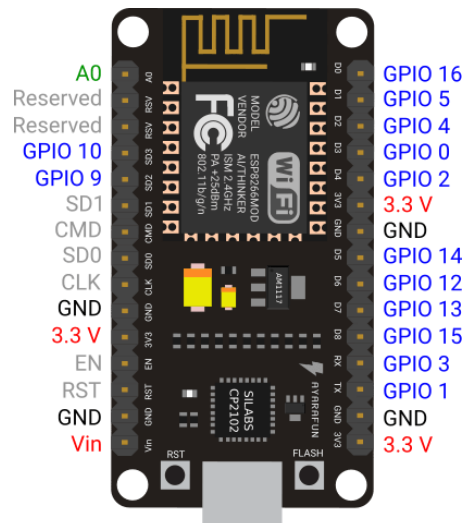 A0
Reserved
Reserved
GPIO 10
GPIO 9
SD1
CMD
SD0
CLK
GND
3.3 V
EN
RST
GND
Vin
A0
RSV
RSV
SD3
SD2
SD1
CMD
SD0
CLK
GND
3V3
EN
RST
GND
Vin
MODEL
VENDOR
ESP8266MOD
AI/THINKER
ISM 2.4GHz
PA +25dBm
802.11b/g/n
FC
WiFi
AM1117
SILABS
CP2102
AYARAFUN
RST
FLASH
D0
D1
D2
D3
D4
3V3
GND
D5
D6
D7
D8
RX
TX
GND
3V3
GPIO 16
GPIO 5
GPIO 4
GPIO 0
GPIO 2
3.3 V
GND
GPIO 14
GPIO 12
GPIO 13
GPIO 15
GPIO 3
GPIO 1
GND
3.3 V